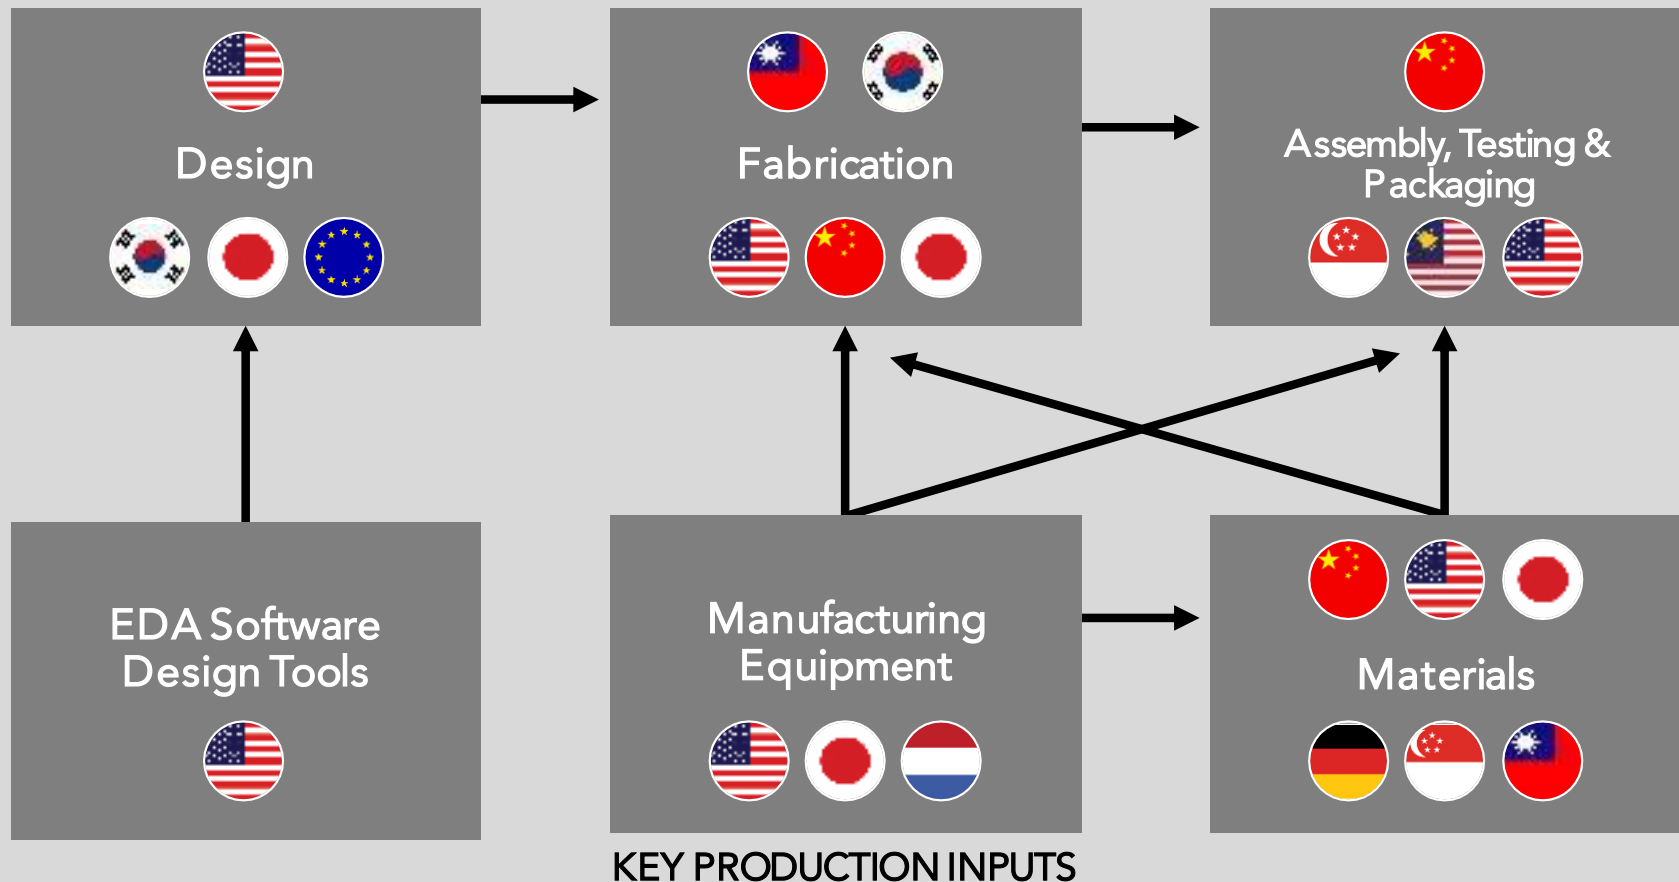 Design
Fabrication
Assembly, Testing &
Packaging
EDA Software
Design Tools
Manufacturing
Equipment
Materials
KEY PRODUCTION INPUTS